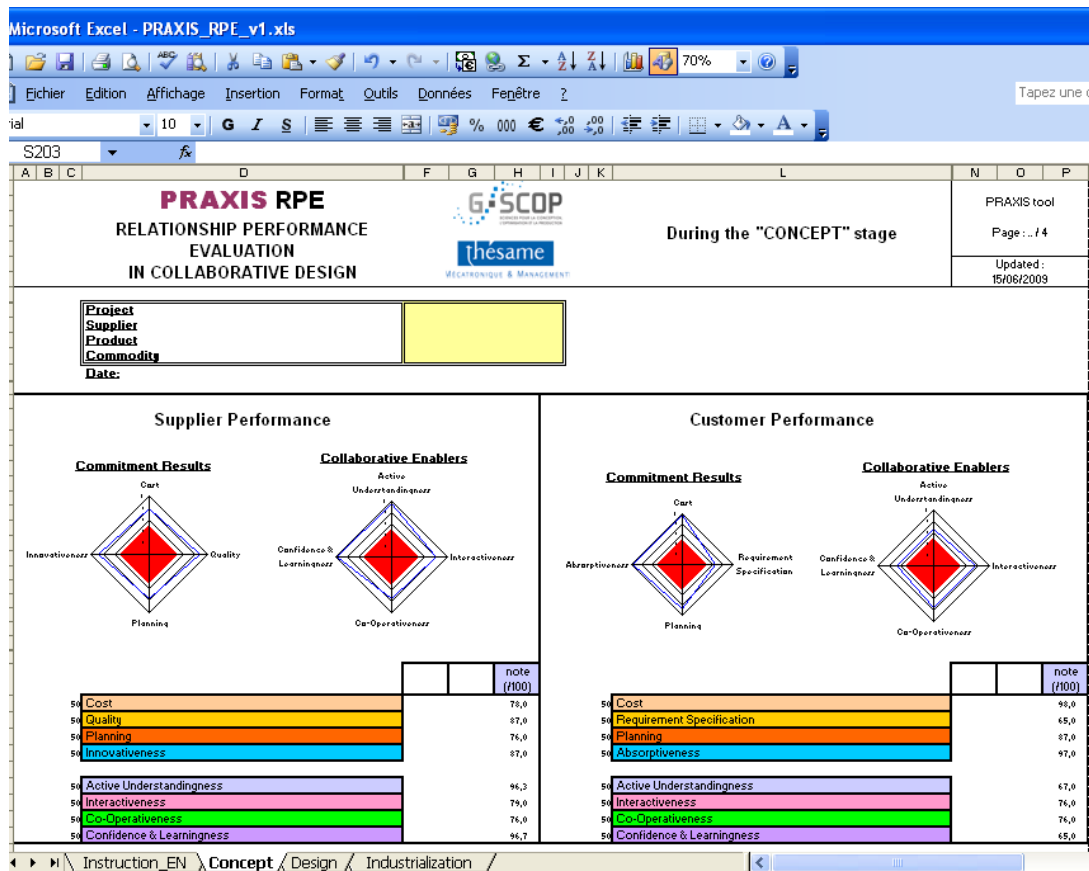 Microsoft Excel - PRAXIS_RPE_v1.xls
70%
Fichier Edition Affichage Insertion Format Outils Données Fenêtre ?
Tapez une
ial 10 G I S % 000 €
S203 fx
A B C D F G H I J K L N O P
PRAXIS RPE
RELATIONSHIP PERFORMANCE
EVALUATION
IN COLLABORATIVE DESIGN
G-SCOP
thésame
MÉCATRONIQUE & MANAGEMENT
During the "CONCEPT" stage
PRAXIS tool
Page : .. / 4
Updated :
15/06/2009
Project
Supplier
Product
Commodity
Date:
Supplier Performance
Commitment Results
Cost
Innovativeness
Quality
Planning
Collaborative Enablers
Active
Understandingness
Confidence &
Learningness
Interactiveness
Co-Operativeness
Customer Performance
Commitment Results
Cost
Absorptiveness
Requirement
Specification
Planning
Collaborative Enablers
Active
Understandingness
Confidence &
Learningness
Interactiveness
Co-Operativeness
note
(/100)
50 Cost 78,0
50 Quality 87,0
50 Planning 76,0
50 Innovativeness 87,0
50 Active Understandingness 96,3
50 Interactiveness 79,0
50 Co-Operativeness 76,0
50 Confidence & Learningness 96,7
note
(/100)
50 Cost 98,0
50 Requirement Specification 65,0
50 Planning 87,0
50 Absorptiveness 97,0
50 Active Understandingness 67,0
50 Interactiveness 76,0
50 Co-Operativeness 76,0
50 Confidence & Learningness 65,0
Instruction_EN Concept Design Industrialization